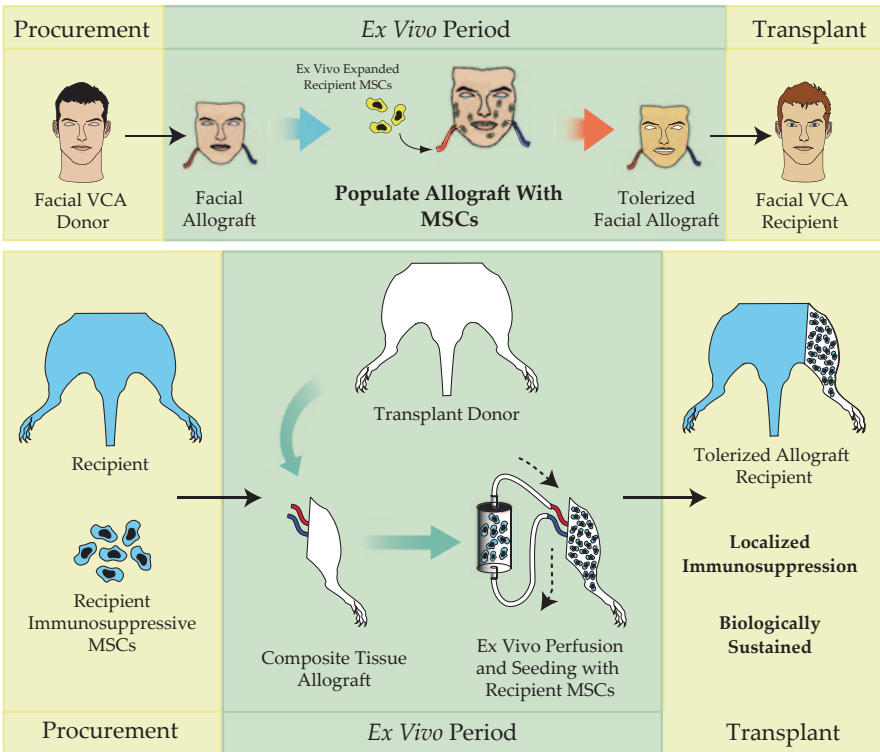 Procurement
Ex Vivo Period
Transplant
Ex Vivo Expanded
Recipient MSCs
Facial VCA
Donor
Facial
Allograft
Populate Allograft With
MSCs
Tolerized
Facial Allograft
Facial VCA
Recipient
Recipient
Transplant Donor
Tolerized Allograft
Recipient
Recipient
Immunosuppressive
MSCs
Composite Tissue
Allograft
Ex Vivo Perfusion
and Seeding with
Recipient MSCs
Localized
Immunosuppression
Biologically
Sustained
Procurement
Ex Vivo Period
Transplant